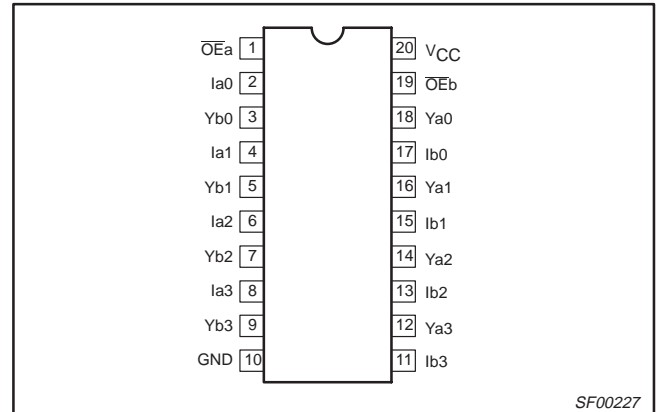 O̅E̅a 1 20 VCC
Ia0 2 19 O̅E̅b
Yb0 3 18 Ya0
Ia1 4 17 Ib0
Yb1 5 16 Ya1
Ia2 6 15 Ib1
Yb2 7 14 Ya2
Ia3 8 13 Ib2
Yb3 9 12 Ya3
GND 10 11 Ib3
SF00227